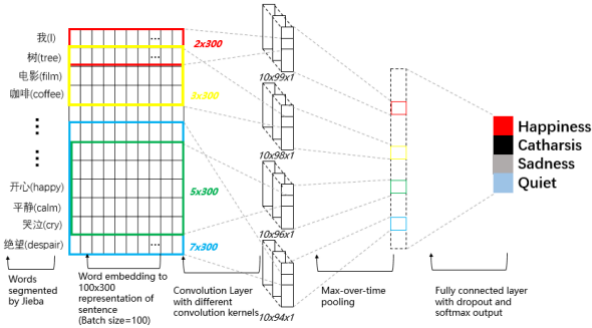 我(I)
树(tree)
电影(film)
咖啡(coffee)
开心(happy)
平静(calm)
哭泣(cry)
绝望(despair)
...
...
...
2x300
3x300
5x300
7x300
10x99x1
10x98x1
10x96x1
10x94x1
Happiness
Catharsis
Sadness
Quiet
Words
segmented
by Jieba
Word embedding to
100x300
representation of
sentence
(Batch size=100)
Convolution Layer
with different
convolution kernels
Max-over-time
pooling
Fully connected layer
with dropout and
softmax output